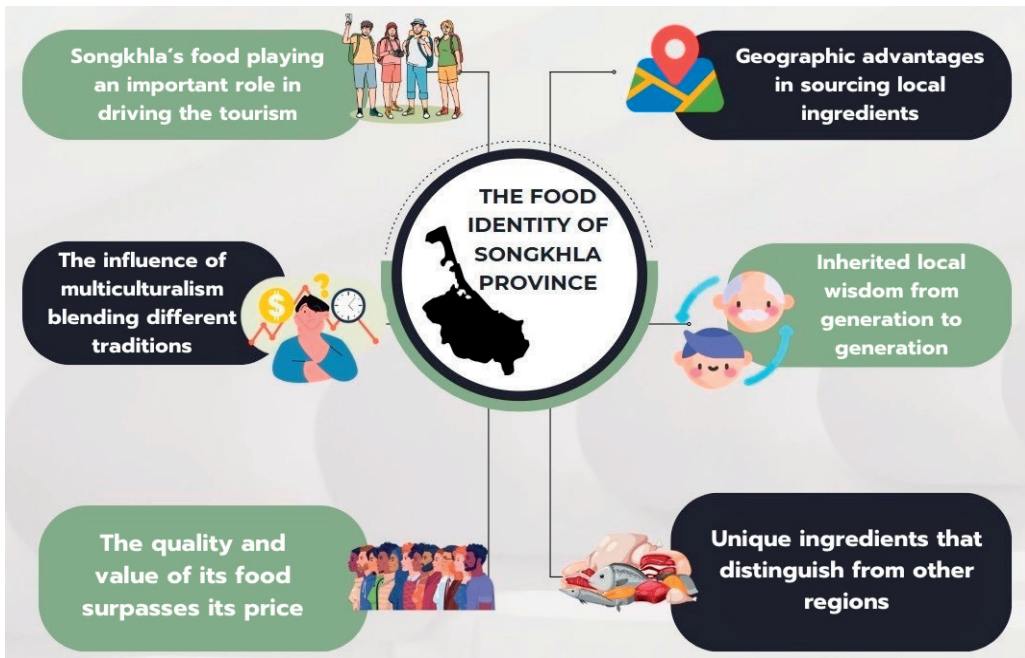 Songkhla's food playing
an important role in
driving the tourism
Geographic advantages
in sourcing local
ingredients
THE FOOD
IDENTITY OF
SONGKHLA
PROVINCE
The influence of
multiculturalism
blending different
traditions
Inherited local
wisdom from
generation to
generation
The quality and
value of its food
surpasses its price
Unique ingredients that
distinguish from other
regions